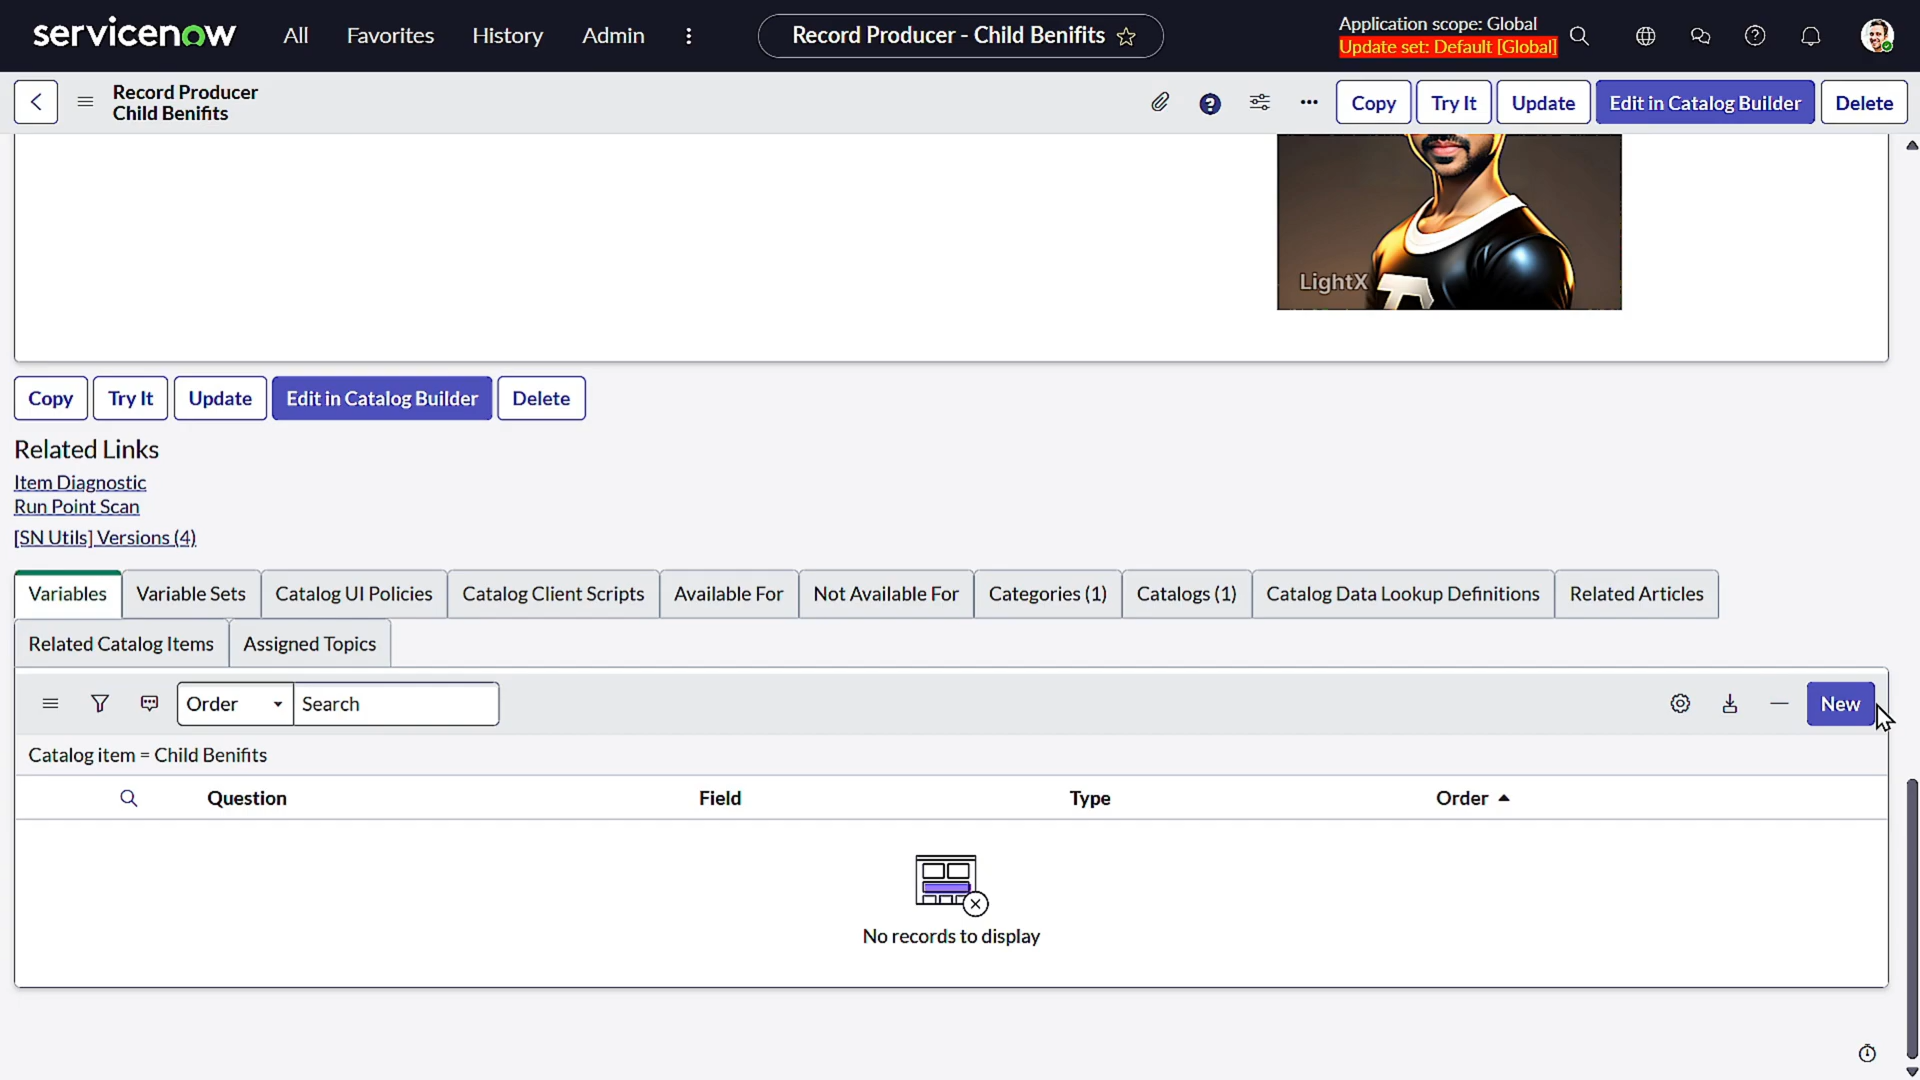 servicenow All Favorites History Admin Record Producer - Child Benifits Application scope: Global
Update set: Default [Global]
Record Producer
Child Benifits
Copy Try It Update Edit in Catalog Builder Delete
LightX
Copy Try It Update Edit in Catalog Builder Delete
Related Links
Item Diagnostic
Run Point Scan
[SN Utils] Versions (4)
Variables Variable Sets Catalog UI Policies Catalog Client Scripts Available For Not Available For Categories (1) Catalogs (1) Catalog Data Lookup Definitions Related Articles
Related Catalog Items Assigned Topics
Order Search New
Catalog item = Child Benifits
Question Field Type Order
No records to display